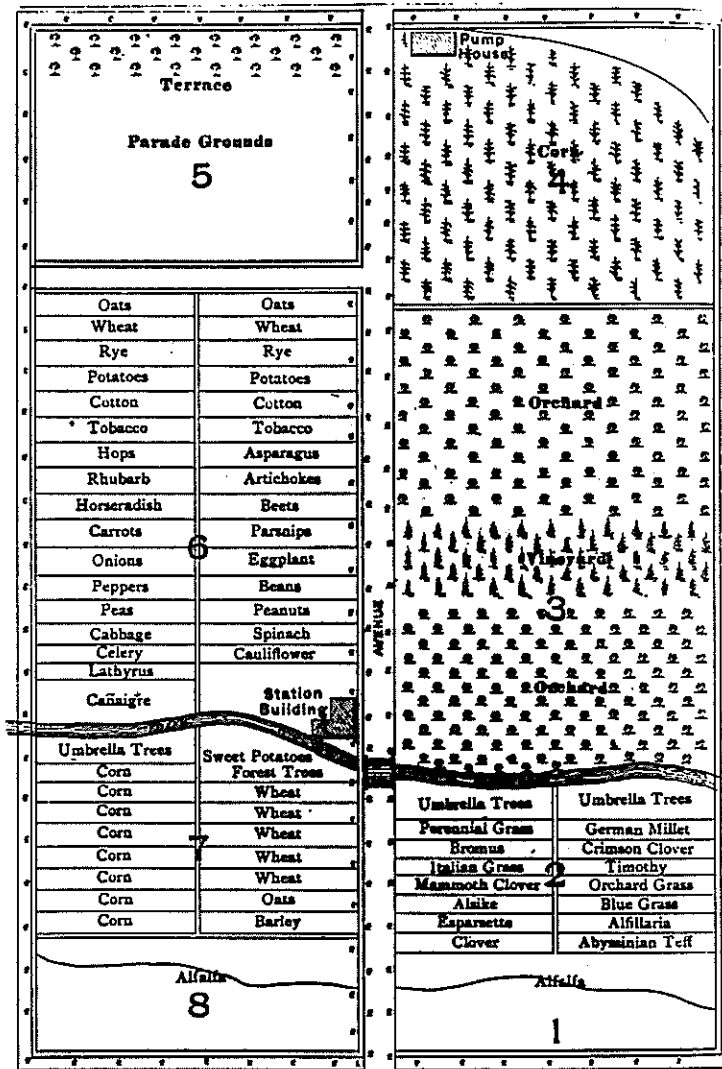 Terrace
Parade Grounds
5
Oats Oats
Wheat Wheat
Rye Rye
Potatoes Potatoes
Cotton Cotton
Tobacco Tobacco
Hops Asparagus
Rhubarb Artichokes
Horseradish Beets
Carrots Parsnips
6
Onions Eggplant
Peppers Beans
Peas Peanuts
Cabbage Spinach
Celery Cauliflower
Lathyrus
Cañaigre
Station
Building
Umbrella Trees Sweet Potatoes
Corn Forest Trees
Corn Wheat
Corn Wheat
Corn Wheat
7
Corn Wheat
Corn Wheat
Corn Oats
Corn Barley
Alfalfa
8
AVENUE
Pump
House
Corn
4
Orchard
(Vineyard)
3
Orchard
Umbrella Trees Umbrella Trees
Perennial Grass German Millet
Bromus Crimson Clover
Italian Grass Timothy
2
Mammoth Clover Orchard Grass
Alsike Blue Grass
Esparsette Alfillaria
Clover Abyssinian Teff
Alfalfa
1